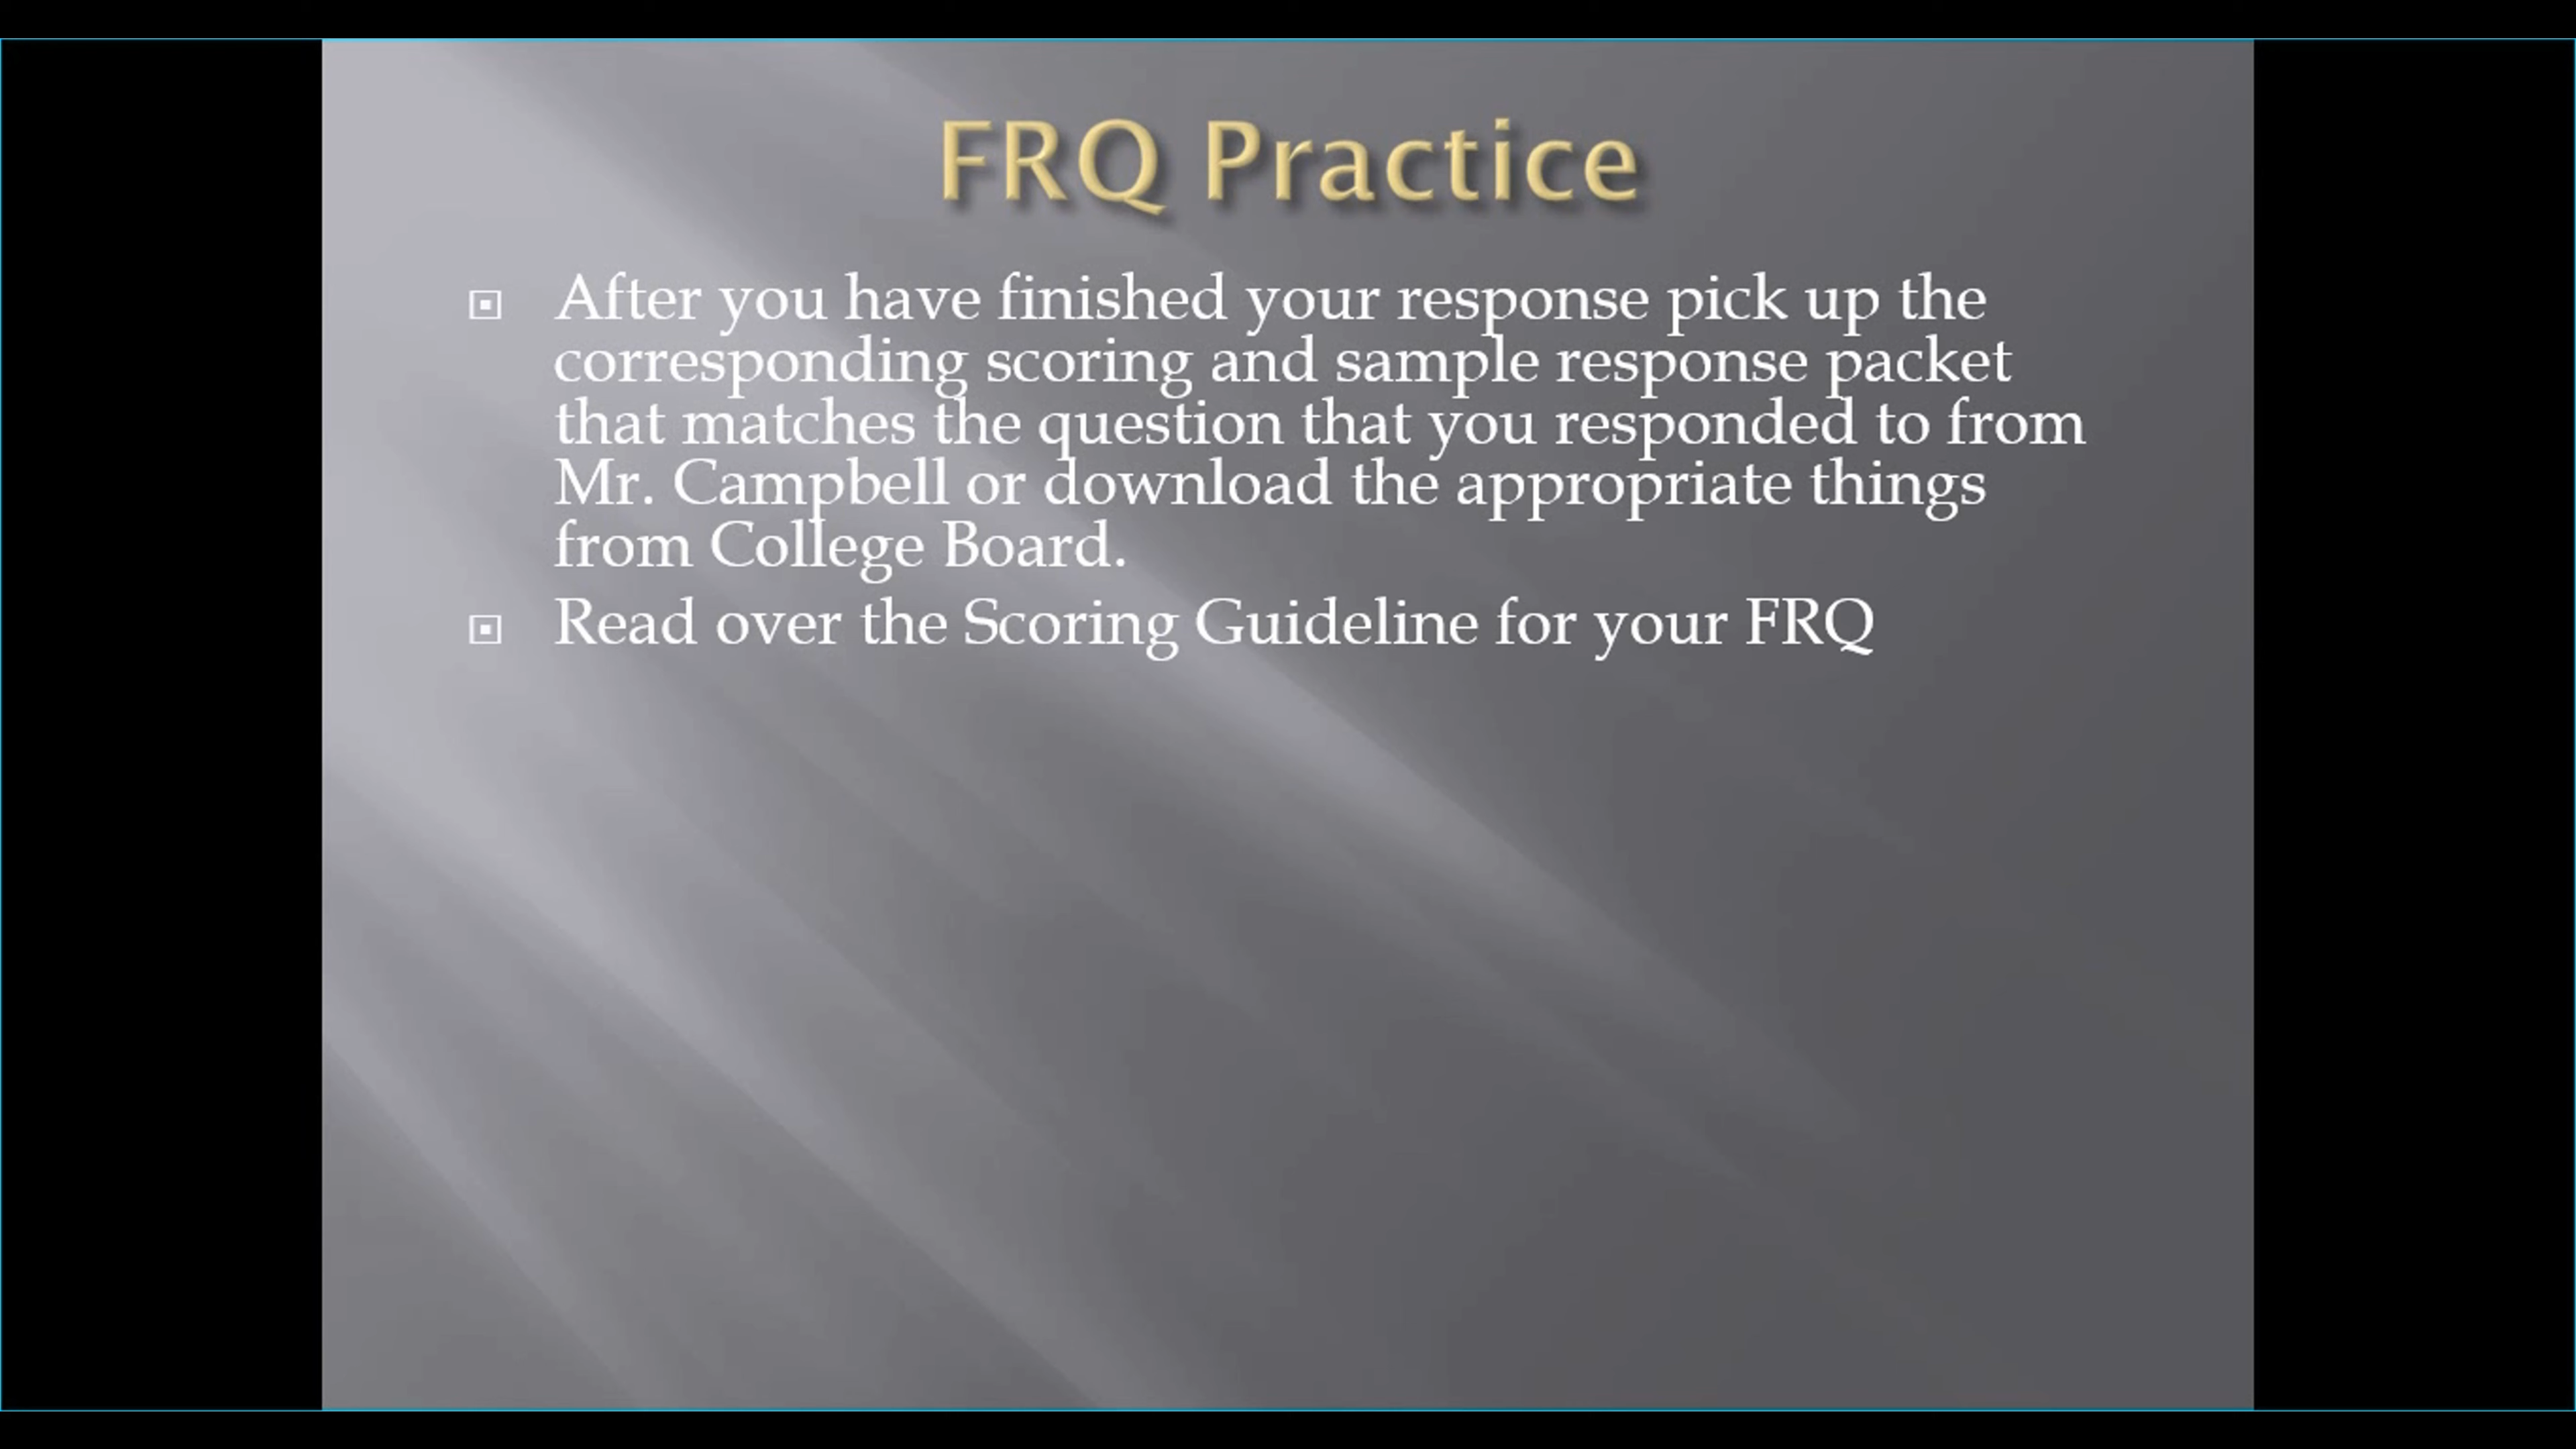 FRQ Practice
After you have finished your response pick up the
corresponding scoring and sample response packet
that matches the question that you responded to from
Mr. Campbell or download the appropriate things
from College Board.
Read over the Scoring Guideline for your FRQ